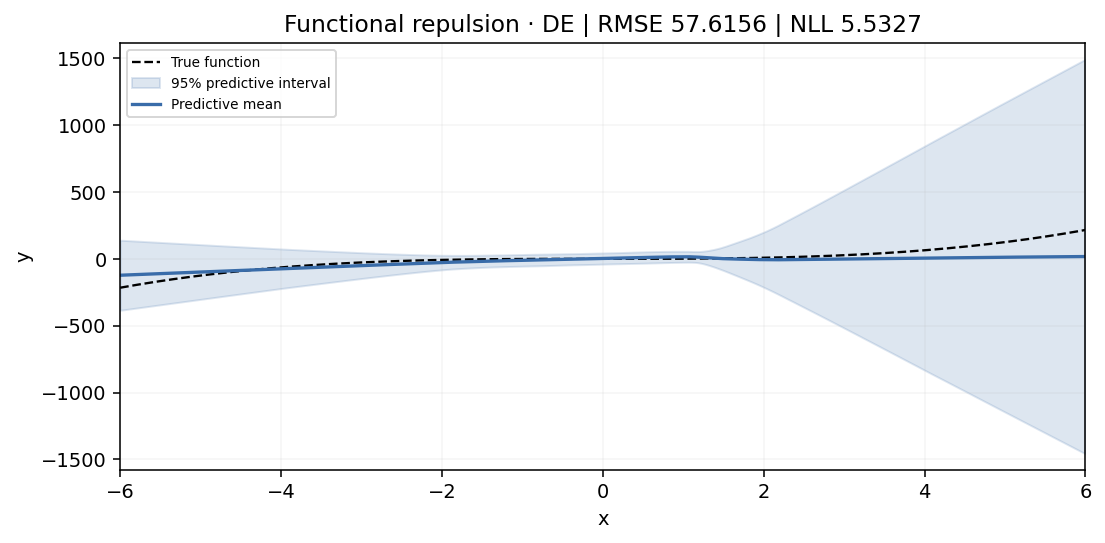 Functional repulsion · DE | RMSE 57.6156 | NLL 5.5327
True function
95% predictive interval
Predictive mean
1500
1000
500
0
−500
−1000
−1500
y
−6
−4
−2
0
2
4
6
x